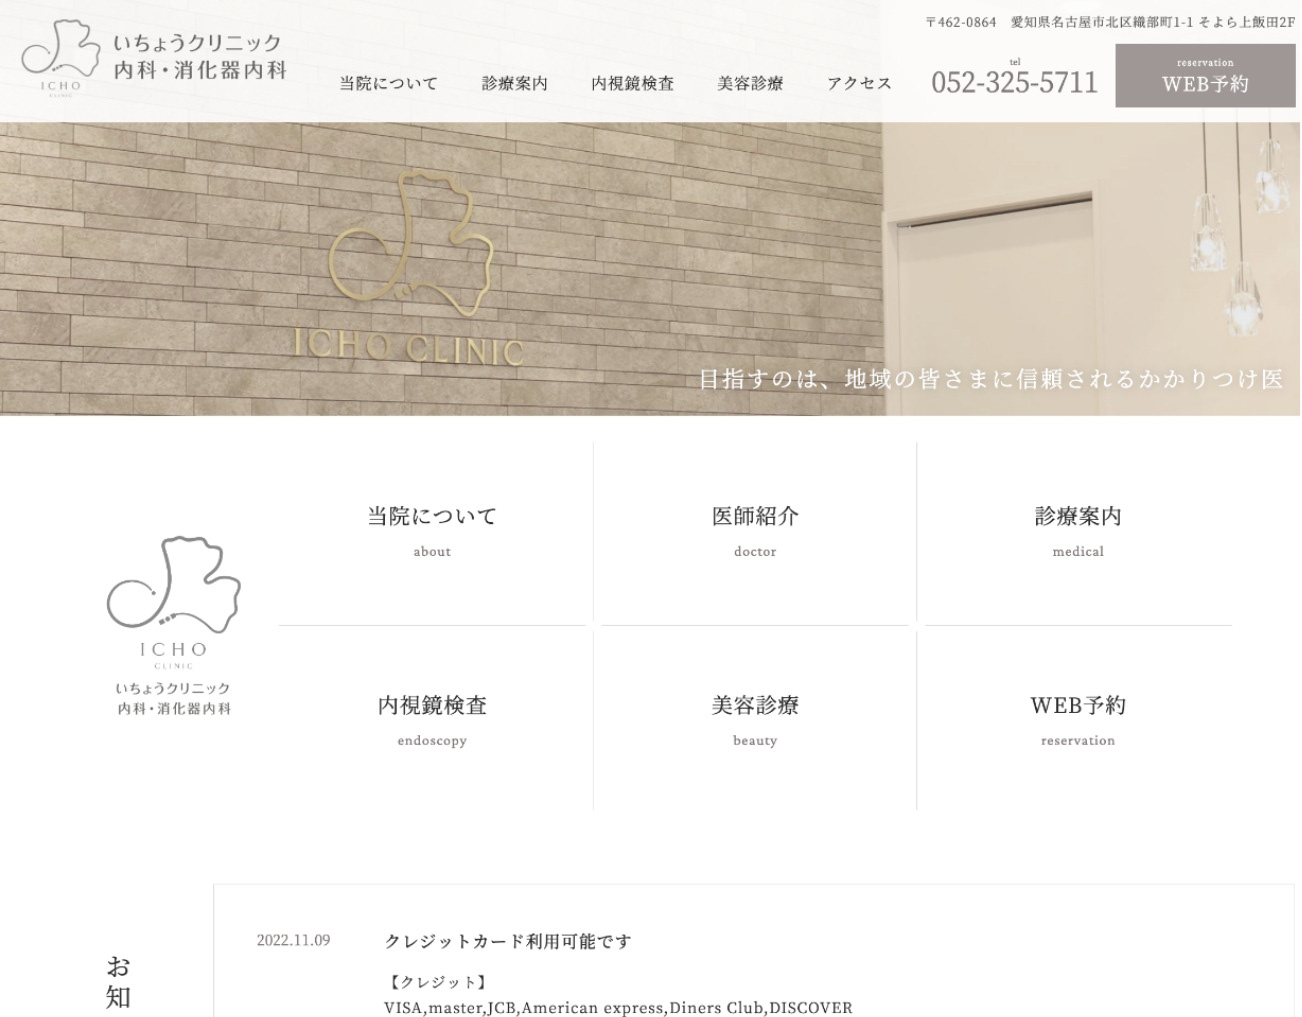 〒462-0864　愛知県名古屋市北区織部町1-1 そよら上飯田2F
いちょうクリニック
内科・消化器内科
ICHO
CLINIC
当院について
診療案内
内視鏡検査
美容診療
アクセス
tel
052-325-5711
reservation
WEB予約
ICHO CLINIC
目指すのは、地域の皆さまに信頼されるかかりつけ医
ICHO
CLINIC
いちょうクリニック
内科・消化器内科
当院について
about
医師紹介
doctor
診療案内
medical
内視鏡検査
endoscopy
美容診療
beauty
WEB予約
reservation
お知
2022.11.09
クレジットカード利用可能です
【クレジット】
VISA,master,JCB,American express,Diners Club,DISCOVER